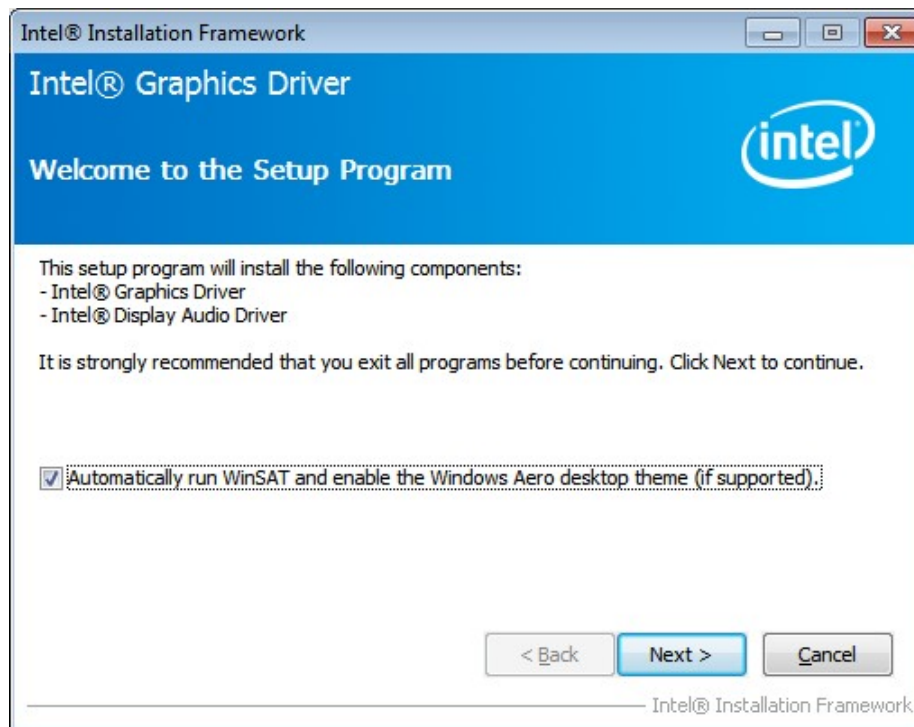 Intel® Installation Framework
Intel® Graphics Driver
intel®
Welcome to the Setup Program
This setup program will install the following components:
- Intel® Graphics Driver
- Intel® Display Audio Driver
It is strongly recommended that you exit all programs before continuing. Click Next to continue.
Automatically run WinSAT and enable the Windows Aero desktop theme (if supported).
< Back Next > Cancel
Intel® Installation Framework